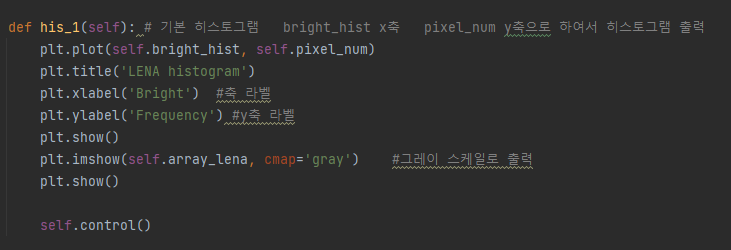 def his_1(self): # 기본 히스토그램   bright_hist x축   pixel_num y축으로 하여서 히스토그램 출력
    plt.plot(self.bright_hist, self.pixel_num)
    plt.title('LENA histogram')
    plt.xlabel('Bright')  #축 라벨
    plt.ylabel('Frequency') #y축 라벨
    plt.show()
    plt.imshow(self.array_lena, cmap='gray')    #그레이 스케일로 출력
    plt.show()

    self.control()